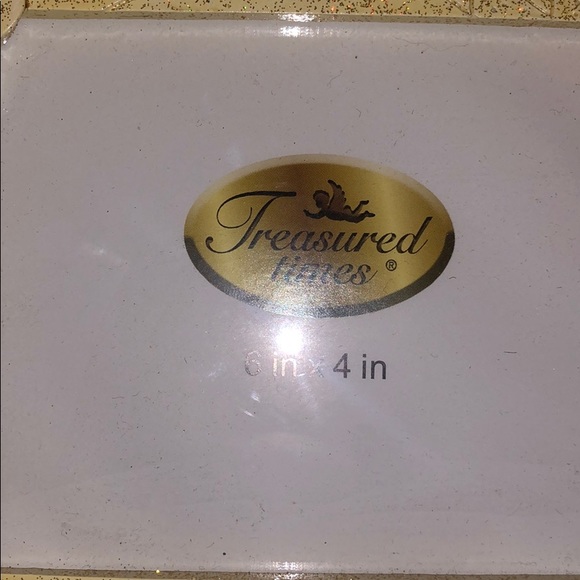 Treasured
times ®
6 in x 4 in